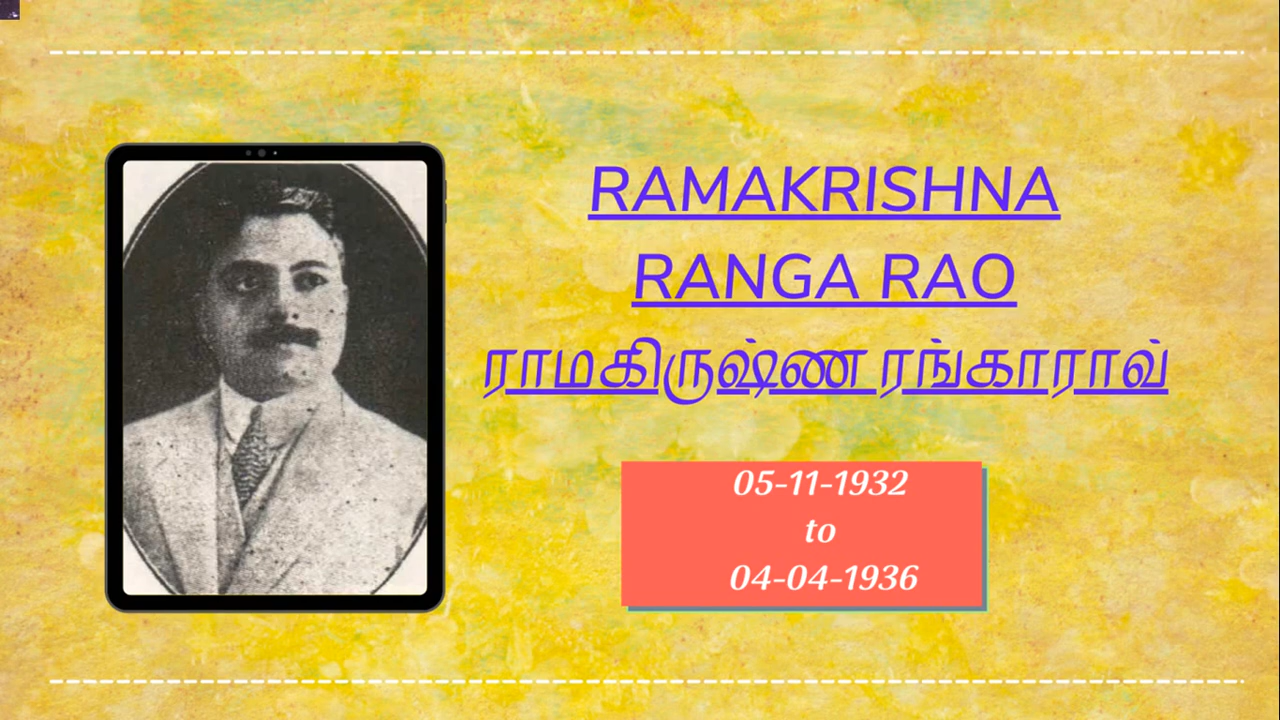 RAMAKRISHNA
RANGA RAO
ராமகிருஷ்ண ரங்காராவ்
05-11-1932
to
04-04-1936